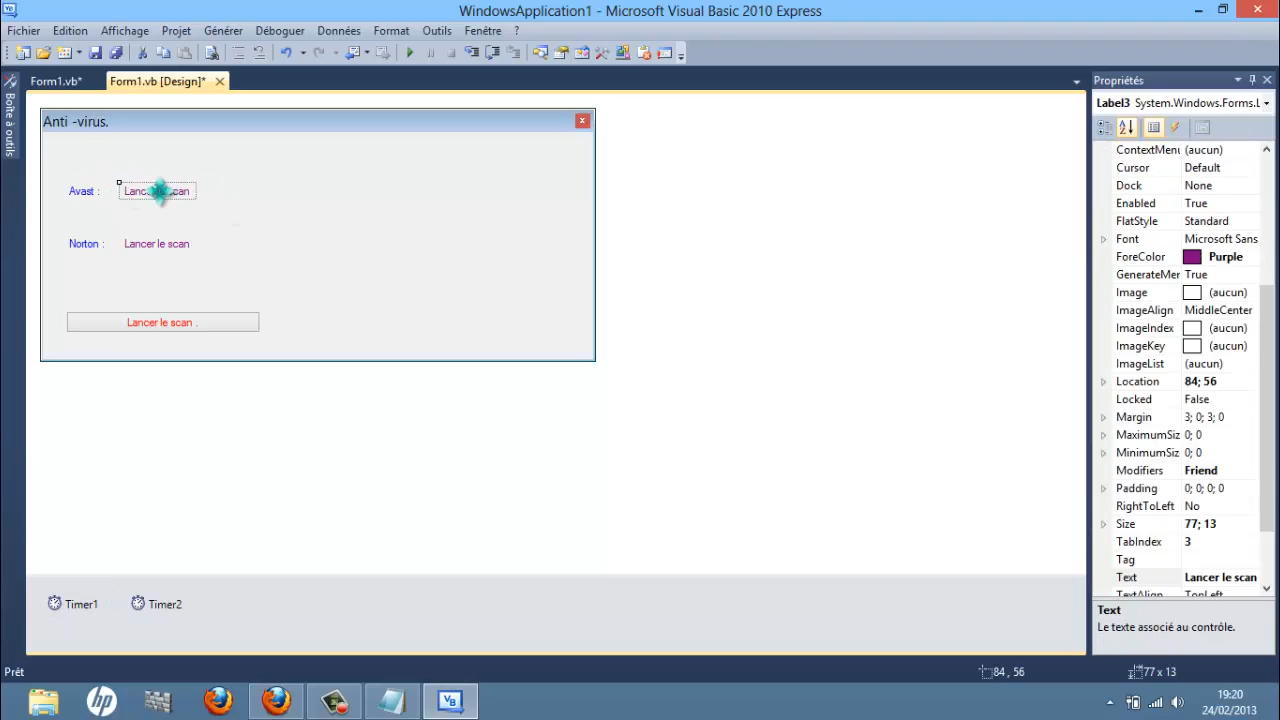 WindowsApplication1 - Microsoft Visual Basic 2010 Express
Fichier Edition Affichage Projet Générer Déboguer Données Format Outils Fenêtre ?
Form1.vb* Form1.vb [Design]*
Boîte à outils
Anti -virus.
Avast :
Norton : Lancer le scan
Lancer le scan .
Timer1 Timer2
Propriétés
Label3 System.Windows.Forms.L
ContextMenu (aucun)
Cursor Default
Dock None
Enabled True
FlatStyle Standard
Font Microsoft Sans
ForeColor Purple
GenerateMer True
Image (aucun)
ImageAlign MiddleCenter
ImageIndex (aucun)
ImageKey (aucun)
ImageList (aucun)
Location 84; 56
Locked False
Margin 3; 0; 3; 0
MaximumSiz 0; 0
MinimumSiz 0; 0
Modifiers Friend
Padding 0; 0; 0; 0
RightToLeft No
Size 77; 13
TabIndex 3
Tag
Text Lancer le scan
TextAlign TopLeft
Text
Le texte associé au contrôle.
Prêt 84 , 56 77 x 13
hp VB
19:20
24/02/2013